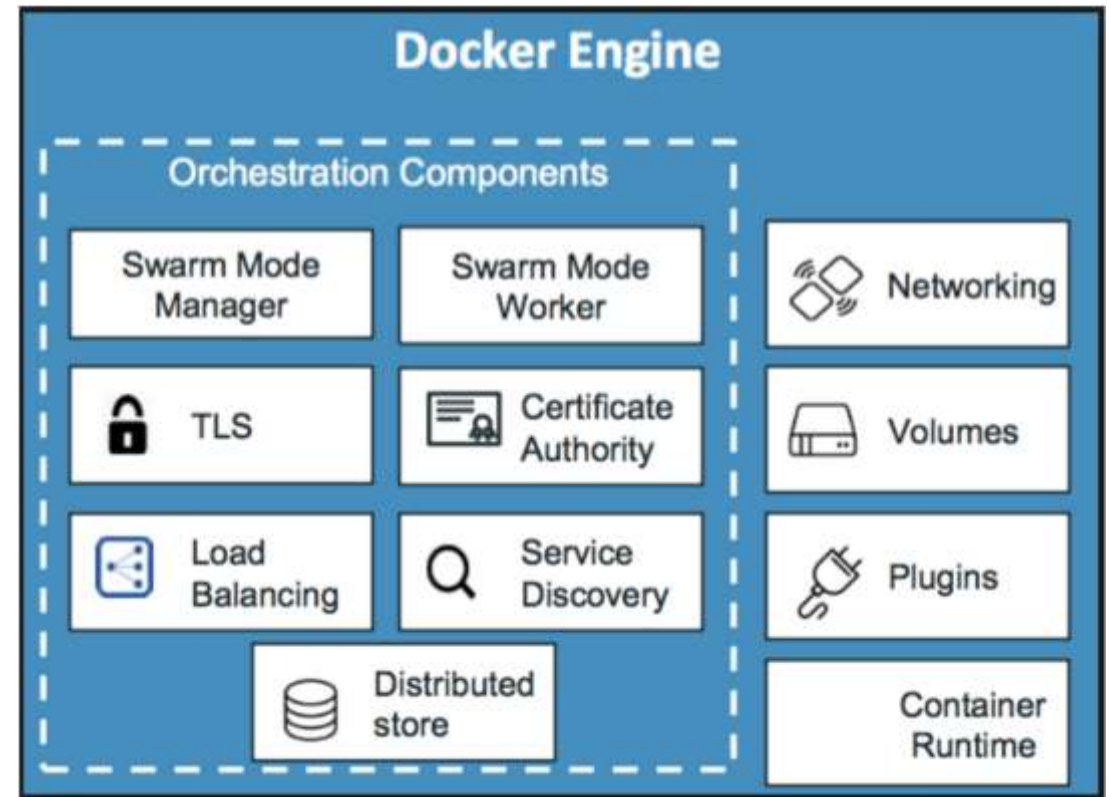 Docker Engine
Orchestration Components
Swarm Mode
Manager
Swarm Mode
Worker
Networking
TLS
Certificate
Authority
Volumes
Load
Balancing
Service
Discovery
Plugins
Distributed
store
Container
Runtime